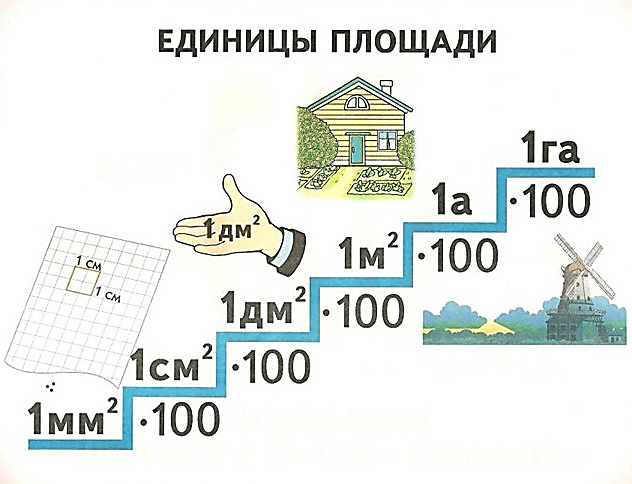 ЕДИНИЦЫ ПЛОЩАДИ
1га
1а
·100
1дм²
1м²
·100
1 см
1 см
1дм²
·100
1см²
·100
1мм²
·100